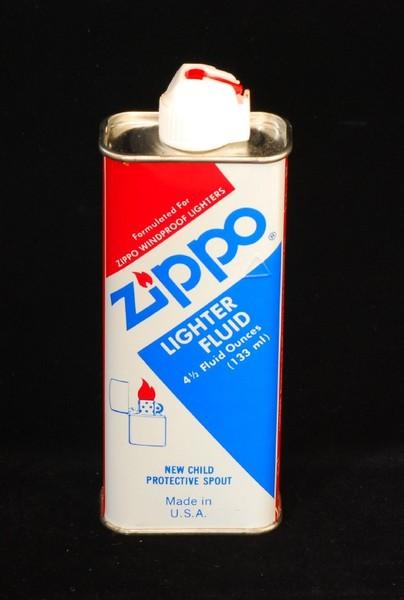 Formulated For
ZIPPO WINDPROOF LIGHTERS
zippo®
LIGHTER
FLUID
4½ Fluid Ounces
(133 ml)
NEW CHILD
PROTECTIVE SPOUT
Made in
U.S.A.